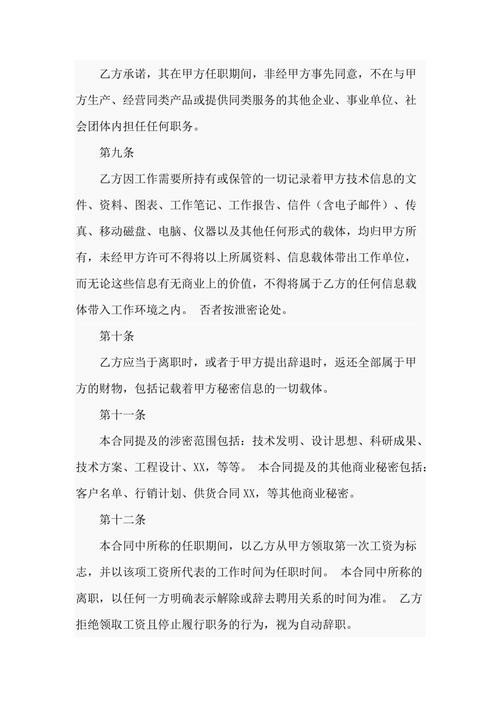 乙方承诺，其在甲方任职期间，非经甲方事先同意，不在与甲
方生产、经营同类产品或提供同类服务的其他企业、事业单位、社
会团体内担任任何职务。
第九条
乙方因工作需要所持有或保管的一切记录着甲方技术信息的文
件、资料、图表、工作笔记、工作报告、信件（含电子邮件）、传
真、移动磁盘、电脑、仪器以及其他任何形式的载体，均归甲方所
有，未经甲方许可不得将以上所属资料、信息载体带出工作单位，
而无论这些信息有无商业上的价值，不得将属于乙方的任何信息载
体带入工作环境之内。 否者按泄密论处。
第十条
乙方应当于离职时，或者于甲方提出辞退时，返还全部属于甲
方的财物，包括记载着甲方秘密信息的一切载体。
第十一条
本合同提及的涉密范围包括：技术发明、设计思想、科研成果、
技术方案、工程设计、XX，等等。 本合同提及的其他商业秘密包括：
客户名单、行销计划、供货合同 XX，等其他商业秘密。
第十二条
本合同中所称的任职期间，以乙方从甲方领取第一次工资为标
志，并以该项工资所代表的工作时间为任职时间。 本合同中所称的
离职，以任何一方明确表示解除或辞去聘用关系的时间为准。 乙方
拒绝领取工资且停止履行职务的行为，视为自动辞职。